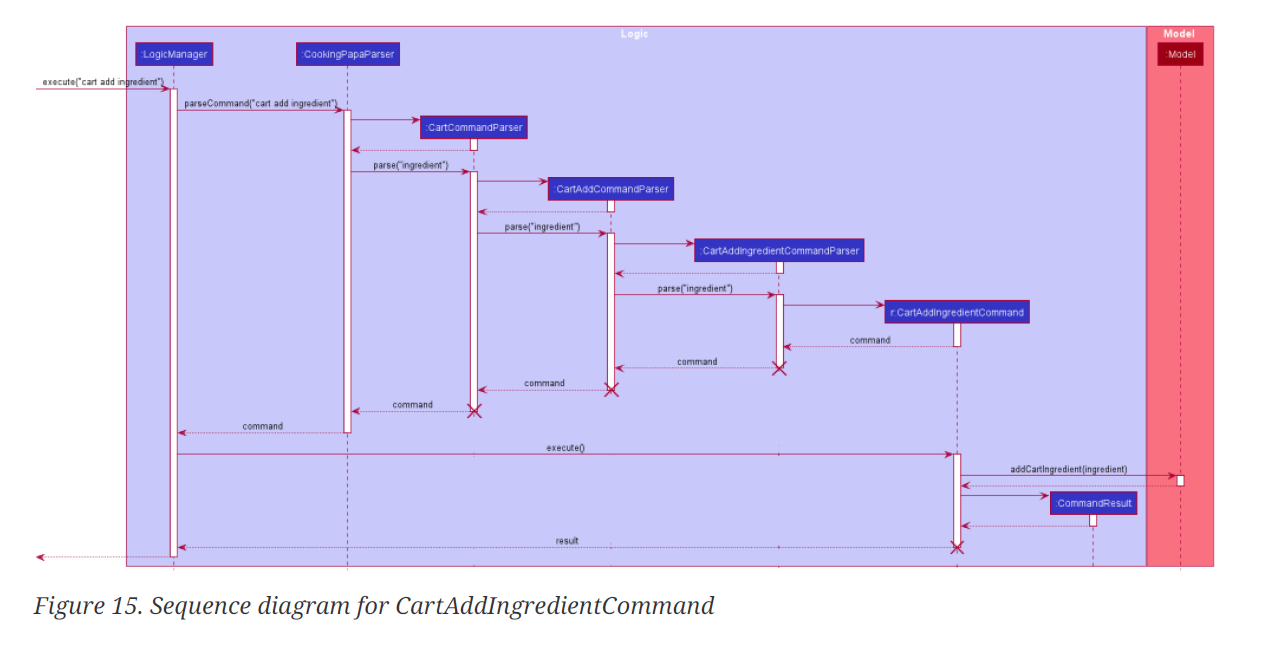 Logic
Model
:LogicManager
:CookingPapaParser
:Model
execute("cart add ingredient")
parseCommand("cart add ingredient")
:CartCommandParser
parse("ingredient")
:CartAddCommandParser
parse("ingredient")
:CartAddIngredientCommandParser
parse("ingredient")
r:CartAddIngredientCommand
command
command
command
command
command
execute()
addCartIngredient(ingredient)
:CommandResult
result
Figure 15. Sequence diagram for CartAddIngredientCommand